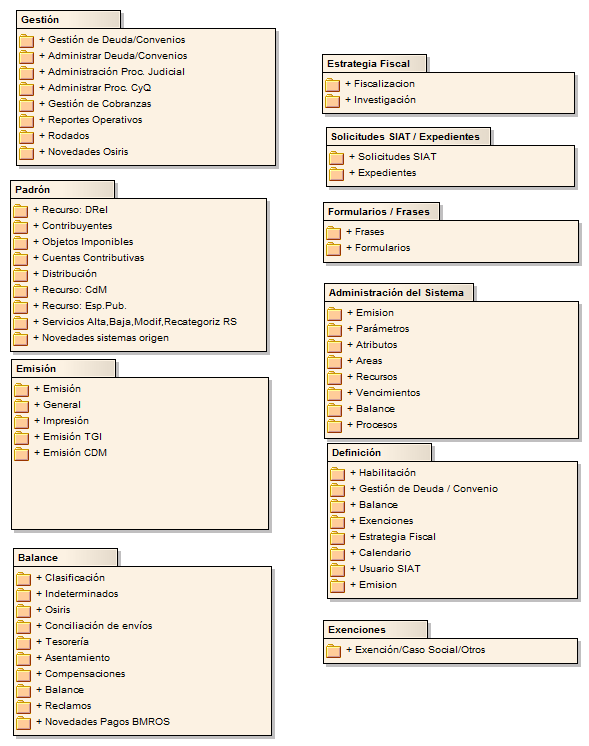 Gestión
+ Gestión de Deuda/Convenios
+ Administrar Deuda/Convenios
+ Administración Proc. Judicial
+ Administrar Proc. CyQ
+ Gestión de Cobranzas
+ Reportes Operativos
+ Rodados
+ Novedades Osiris
Padrón
+ Recurso: DReI
+ Contribuyentes
+ Objetos Imponibles
+ Cuentas Contributivas
+ Distribución
+ Recurso: CdM
+ Recurso: Esp.Pub.
+ Servicios Alta,Baja,Modif,Recategoriz RS
+ Novedades sistemas origen
Emisión
+ Emisión
+ General
+ Impresión
+ Emisión TGI
+ Emisión CDM
Balance
+ Clasificación
+ Indeterminados
+ Osiris
+ Conciliación de envíos
+ Tesorería
+ Asentamiento
+ Compensaciones
+ Balance
+ Reclamos
+ Novedades Pagos BMROS
Estrategia Fiscal
+ Fiscalizacion
+ Investigación
Solicitudes SIAT / Expedientes
+ Solicitudes SIAT
+ Expedientes
Formularios / Frases
+ Frases
+ Formularios
Administración del Sistema
+ Emision
+ Parámetros
+ Atributos
+ Areas
+ Recursos
+ Vencimientos
+ Balance
+ Procesos
Definición
+ Habilitación
+ Gestión de Deuda / Convenio
+ Balance
+ Exenciones
+ Estrategia Fiscal
+ Calendario
+ Usuario SIAT
+ Emision
Exenciones
+ Exención/Caso Social/Otros